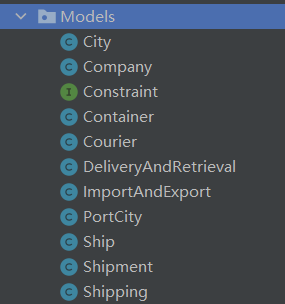 Models
C City
C Company
I Constraint
C Container
C Courier
C DeliveryAndRetrieval
C ImportAndExport
C PortCity
C Ship
C Shipment
C Shipping